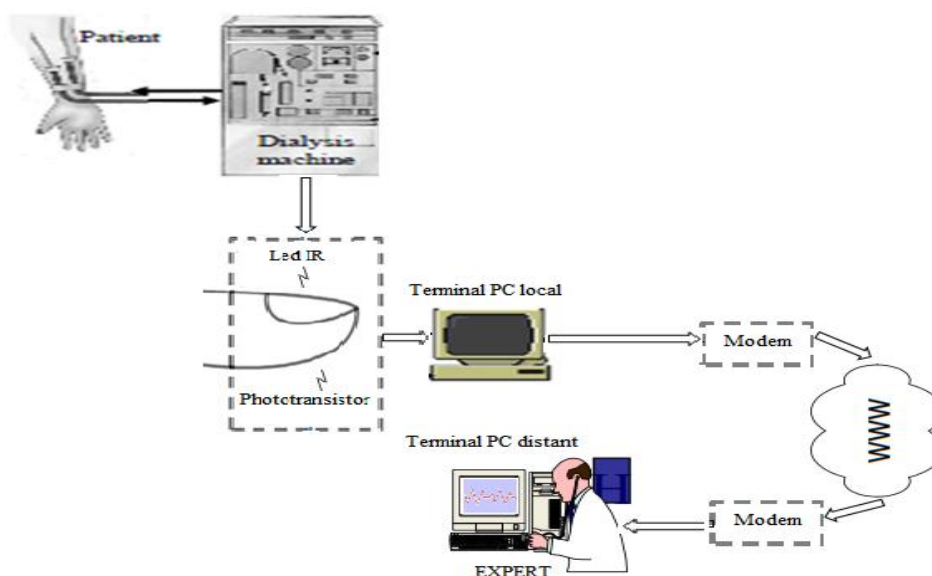 Patient
Dialysis
machine
Led IR
Phototransistor
Terminal PC local
Modem
WWW
Terminal PC distant
Modem
EXPERT